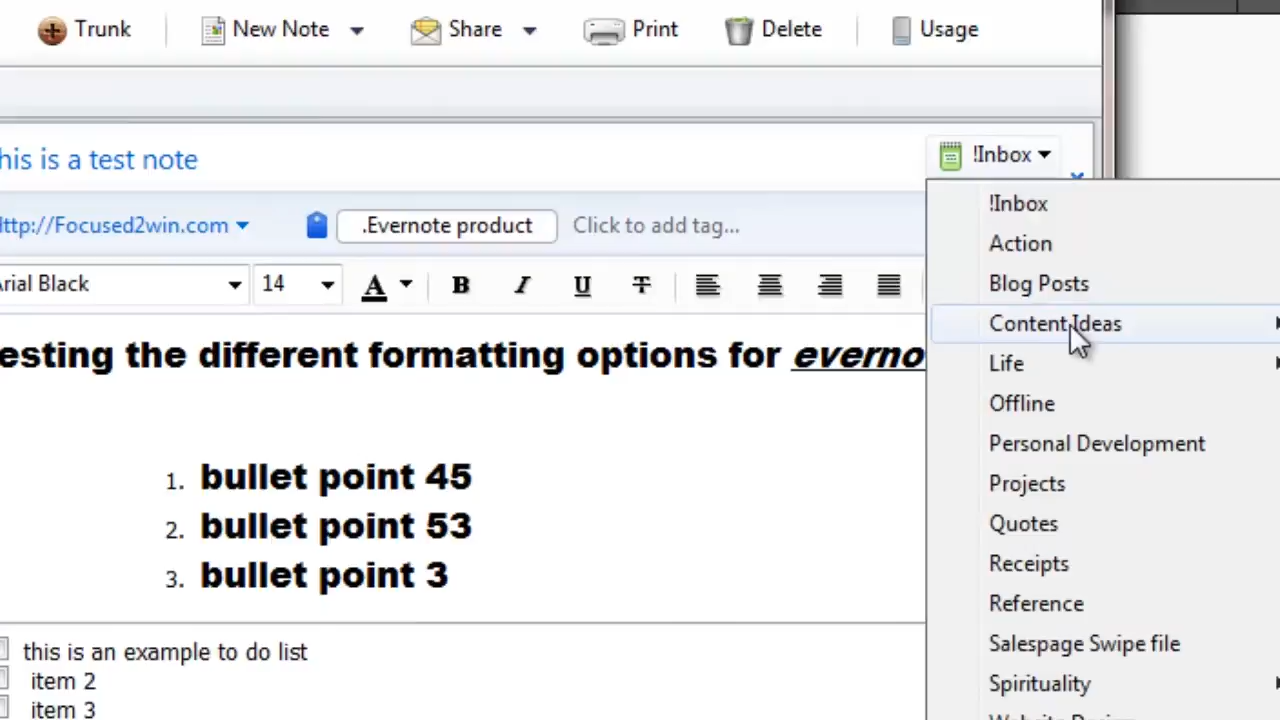 Trunk New Note Share Print Delete Usage
his is a test note !Inbox
ttp://Focused2win.com .Evernote product Click to add tag...
Arial Black 14 A B I U T
esting the different formatting options for everno
1. bullet point 45
2. bullet point 53
3. bullet point 3
this is an example to do list
item 2
item 3
!Inbox
Action
Blog Posts
Content Ideas
Life
Offline
Personal Development
Projects
Quotes
Receipts
Reference
Salespage Swipe file
Spirituality
Website Design